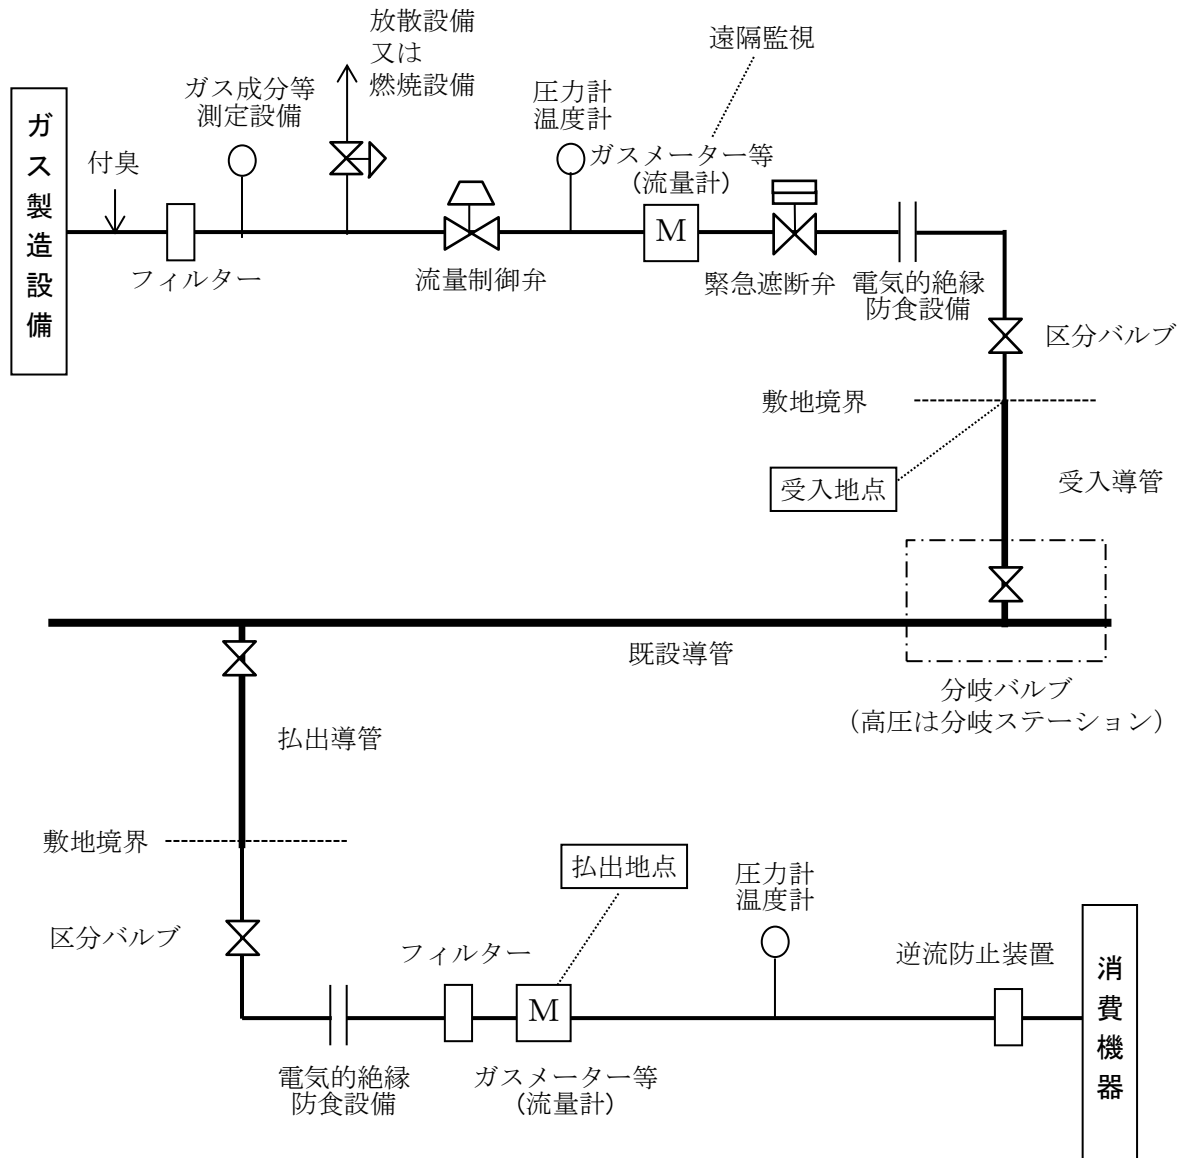 放散設備
又は
燃焼設備
遠隔監視
ガス成分等
測定設備
圧力計
温度計
ガス製造設備
付臭
ガスメーター等
(流量計)
M
フィルター
流量制御弁
緊急遮断弁
電気的絶縁
防食設備
区分バルブ
敷地境界
受入地点
受入導管
既設導管
分岐バルブ
（高圧は分岐ステーション）
払出導管
敷地境界
払出地点
圧力計
温度計
区分バルブ
フィルター
逆流防止装置
消費機器
M
電気的絶縁
防食設備
ガスメーター等
(流量計)